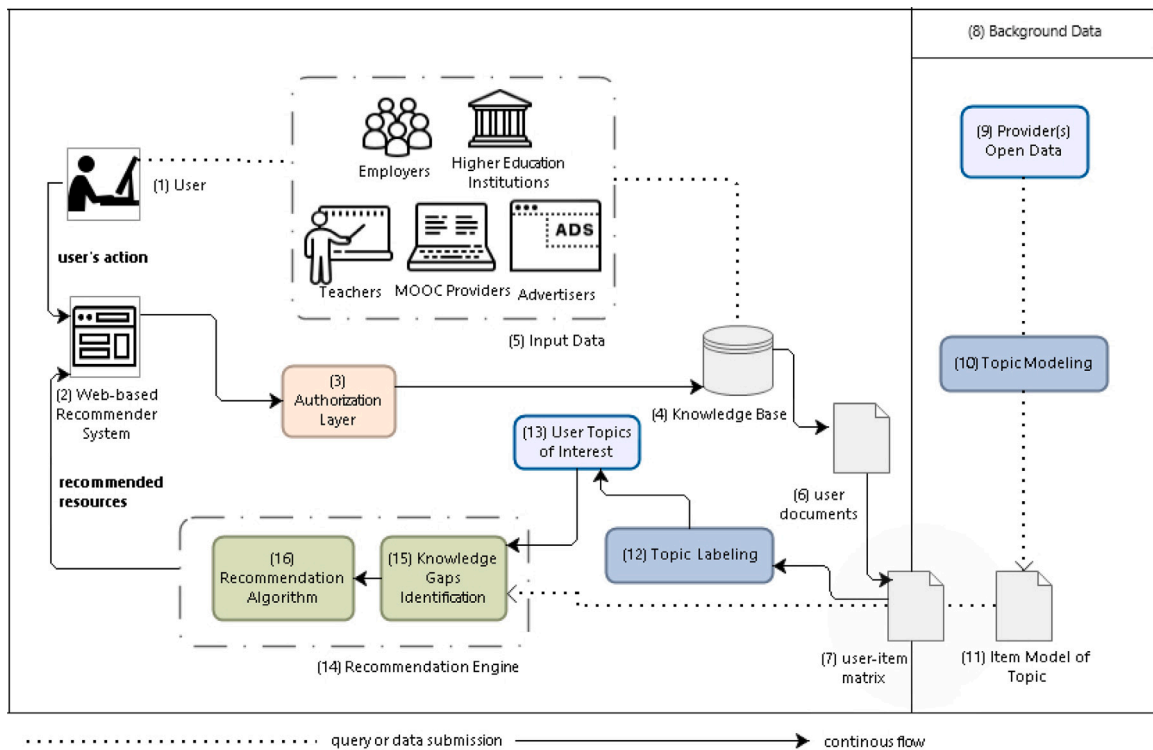 (8) Background Data
(9) Provider(s)
Open Data
Employers
Higher Education
Institutions
(1) User
ADS
user's action
Teachers
MOOC Providers
Advertisers
(5) Input Data
(10) Topic Modeling
(3)
Authorization
Layer
(2) Web-based
Recommender
System
(4) Knowledge Base
(13) User Topics
of Interest
recommended
resources
(6) user
documents
(12) Topic Labeling
(16)
Recommendation
Algorithm
(15) Knowledge
Gaps
Identification
(14) Recommendation Engine
(7) user-item
matrix
(11) Item Model of
Topic
query or data submission
continous flow